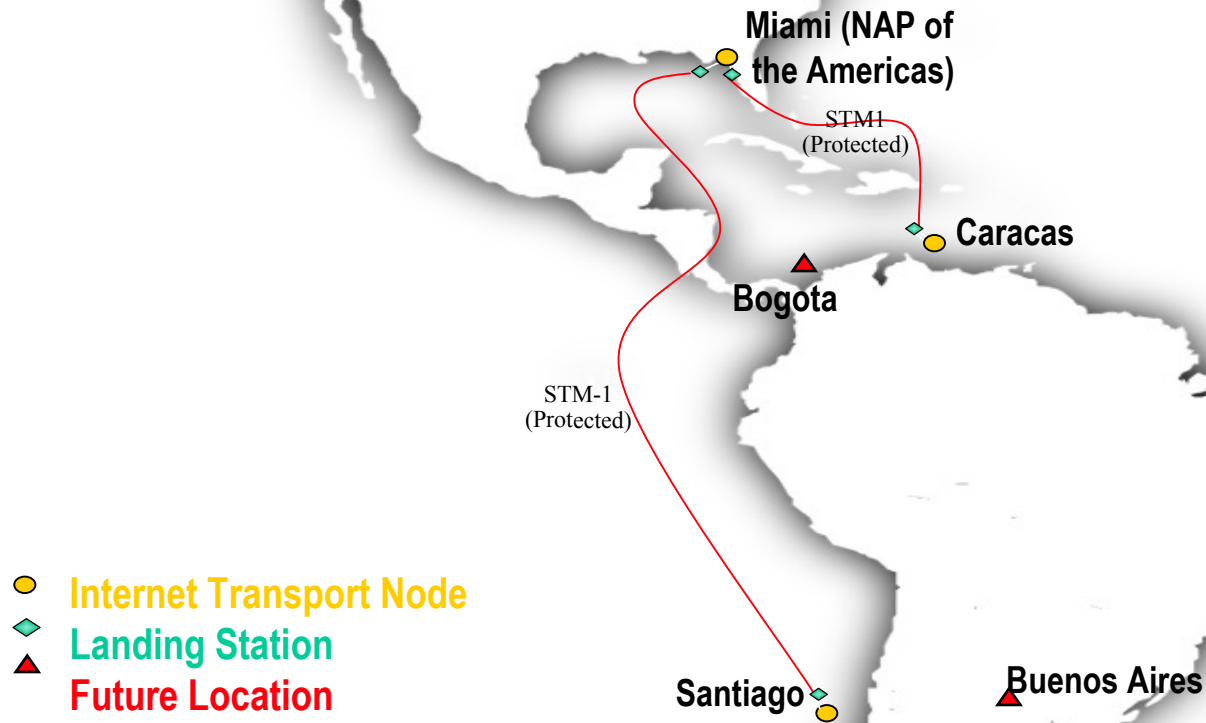 Miami (NAP of
the Americas)
STM1
(Protected)
Caracas
Bogota
STM-1
(Protected)
Internet Transport Node
Landing Station
Future Location
Santiago
Buenos Aires